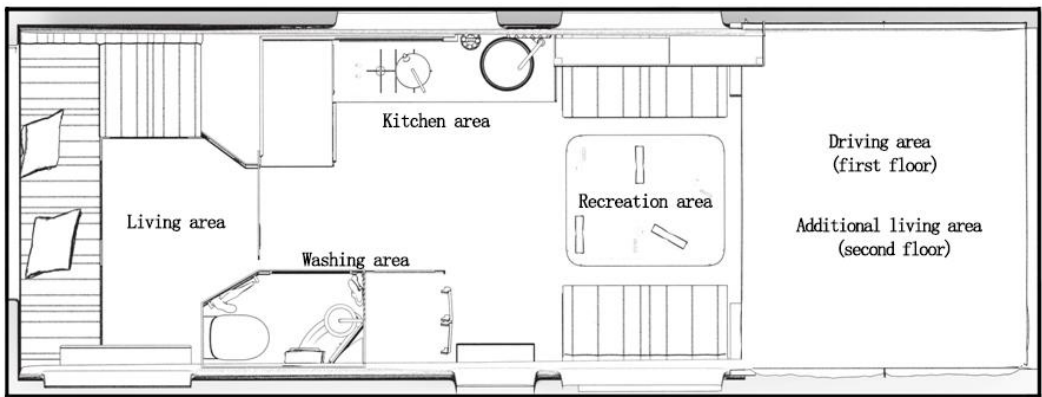 Kitchen area
Driving area
(first floor)
Recreation area
Living area
Additional living area
(second floor)
Washing area